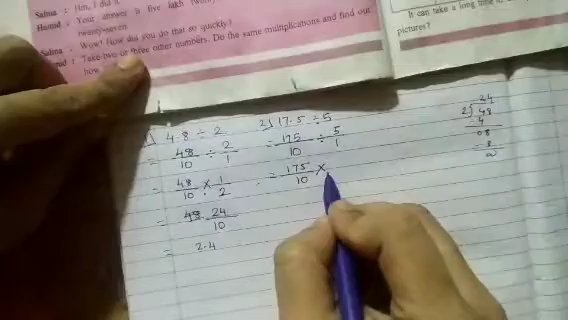 Salma : Hm, I did it.
Hamid : Your answer is five lakh
twenty-seven
Salma : Wow! How did you do that so quickly?
Hamid : Take two or three other numbers. Do the same multiplications and find out
how
It can take a long time to
pictures?
4.8 ÷ 2
= 48/10 ÷ 2/1
= 48/10 × 1/2
= 24/10
= 2.4
2) 17.5 ÷ 5
= 175/10 ÷ 5/1
= 175/10 ×
24
2)48
4
08
8
0